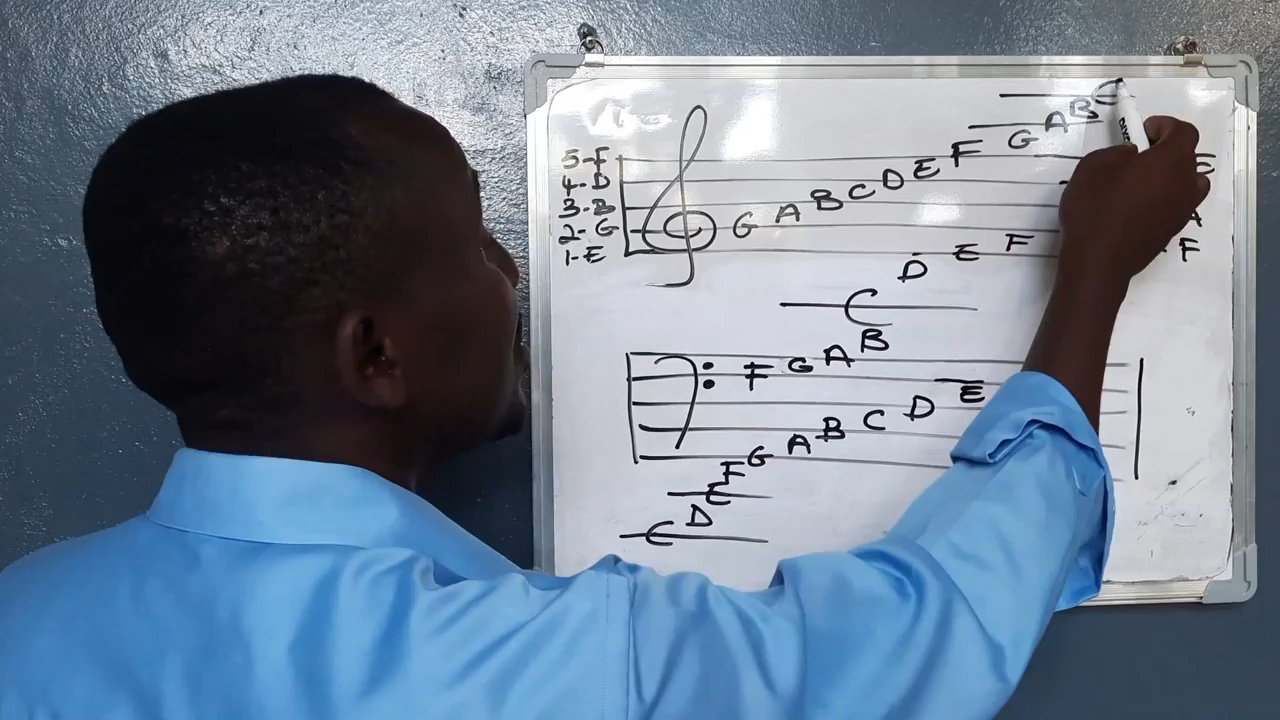 5-F
4-D
3-B
2-G
1-E
G A B C D E F G A B C
C D E F
E
A
F
F G A B
C D E F G A B C D E